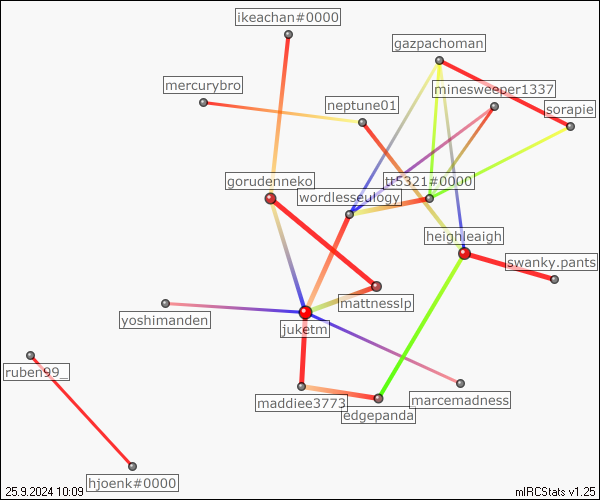 ikeachan#0000
gazpachoman
mercurybro
minesweeper1337
neptune01
sorapie
gorudenneko
tt5321#0000
wordlesseulogy
heighleaigh
swanky.pants
mattnesslp
yoshimanden
juketm
ruben99_
maddiee3773
marcemadness
edgepanda
hjoenk#0000
25.9.2024 10:09
mIRCStats v1.25